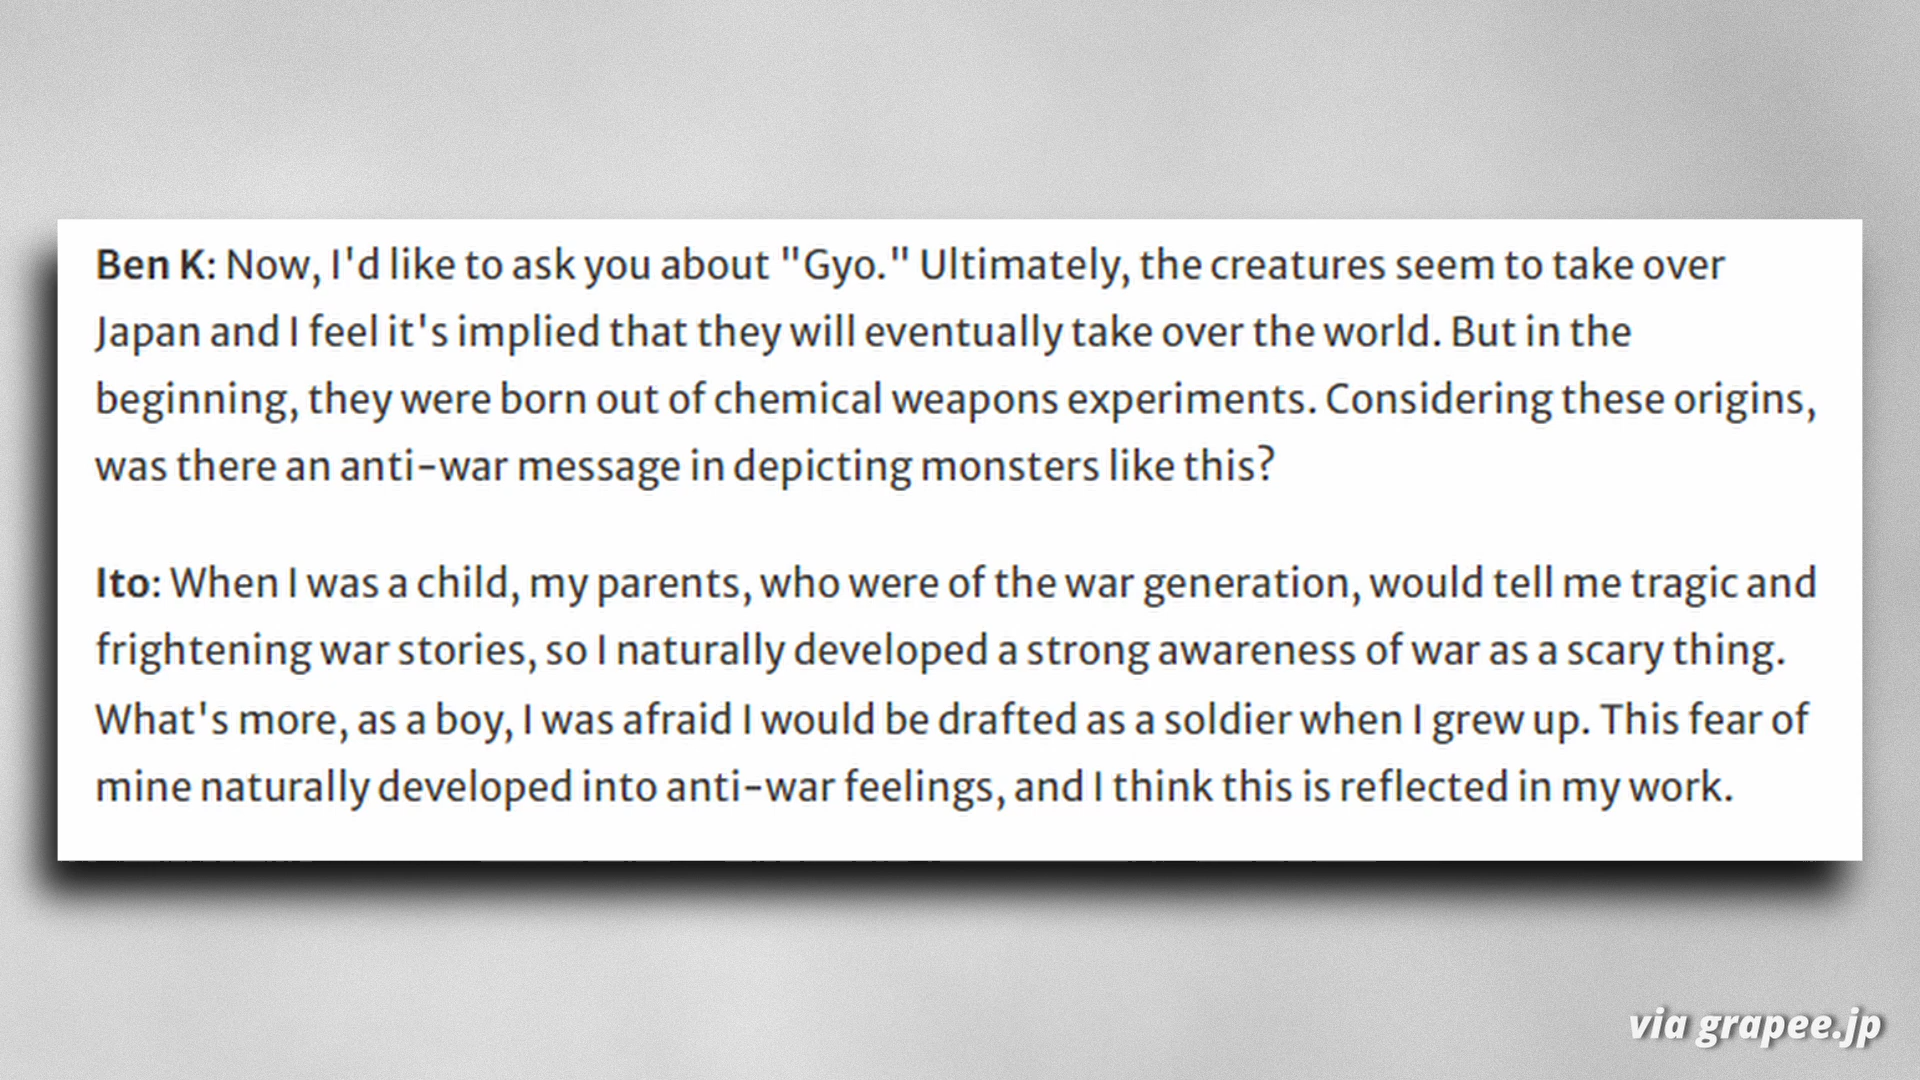 Ben K: Now, I'd like to ask you about "Gyo." Ultimately, the creatures seem to take over
Japan and I feel it's implied that they will eventually take over the world. But in the
beginning, they were born out of chemical weapons experiments. Considering these origins,
was there an anti-war message in depicting monsters like this?
Ito: When I was a child, my parents, who were of the war generation, would tell me tragic and
frightening war stories, so I naturally developed a strong awareness of war as a scary thing.
What's more, as a boy, I was afraid I would be drafted as a soldier when I grew up. This fear of
mine naturally developed into anti-war feelings, and I think this is reflected in my work.
via grapee.jp